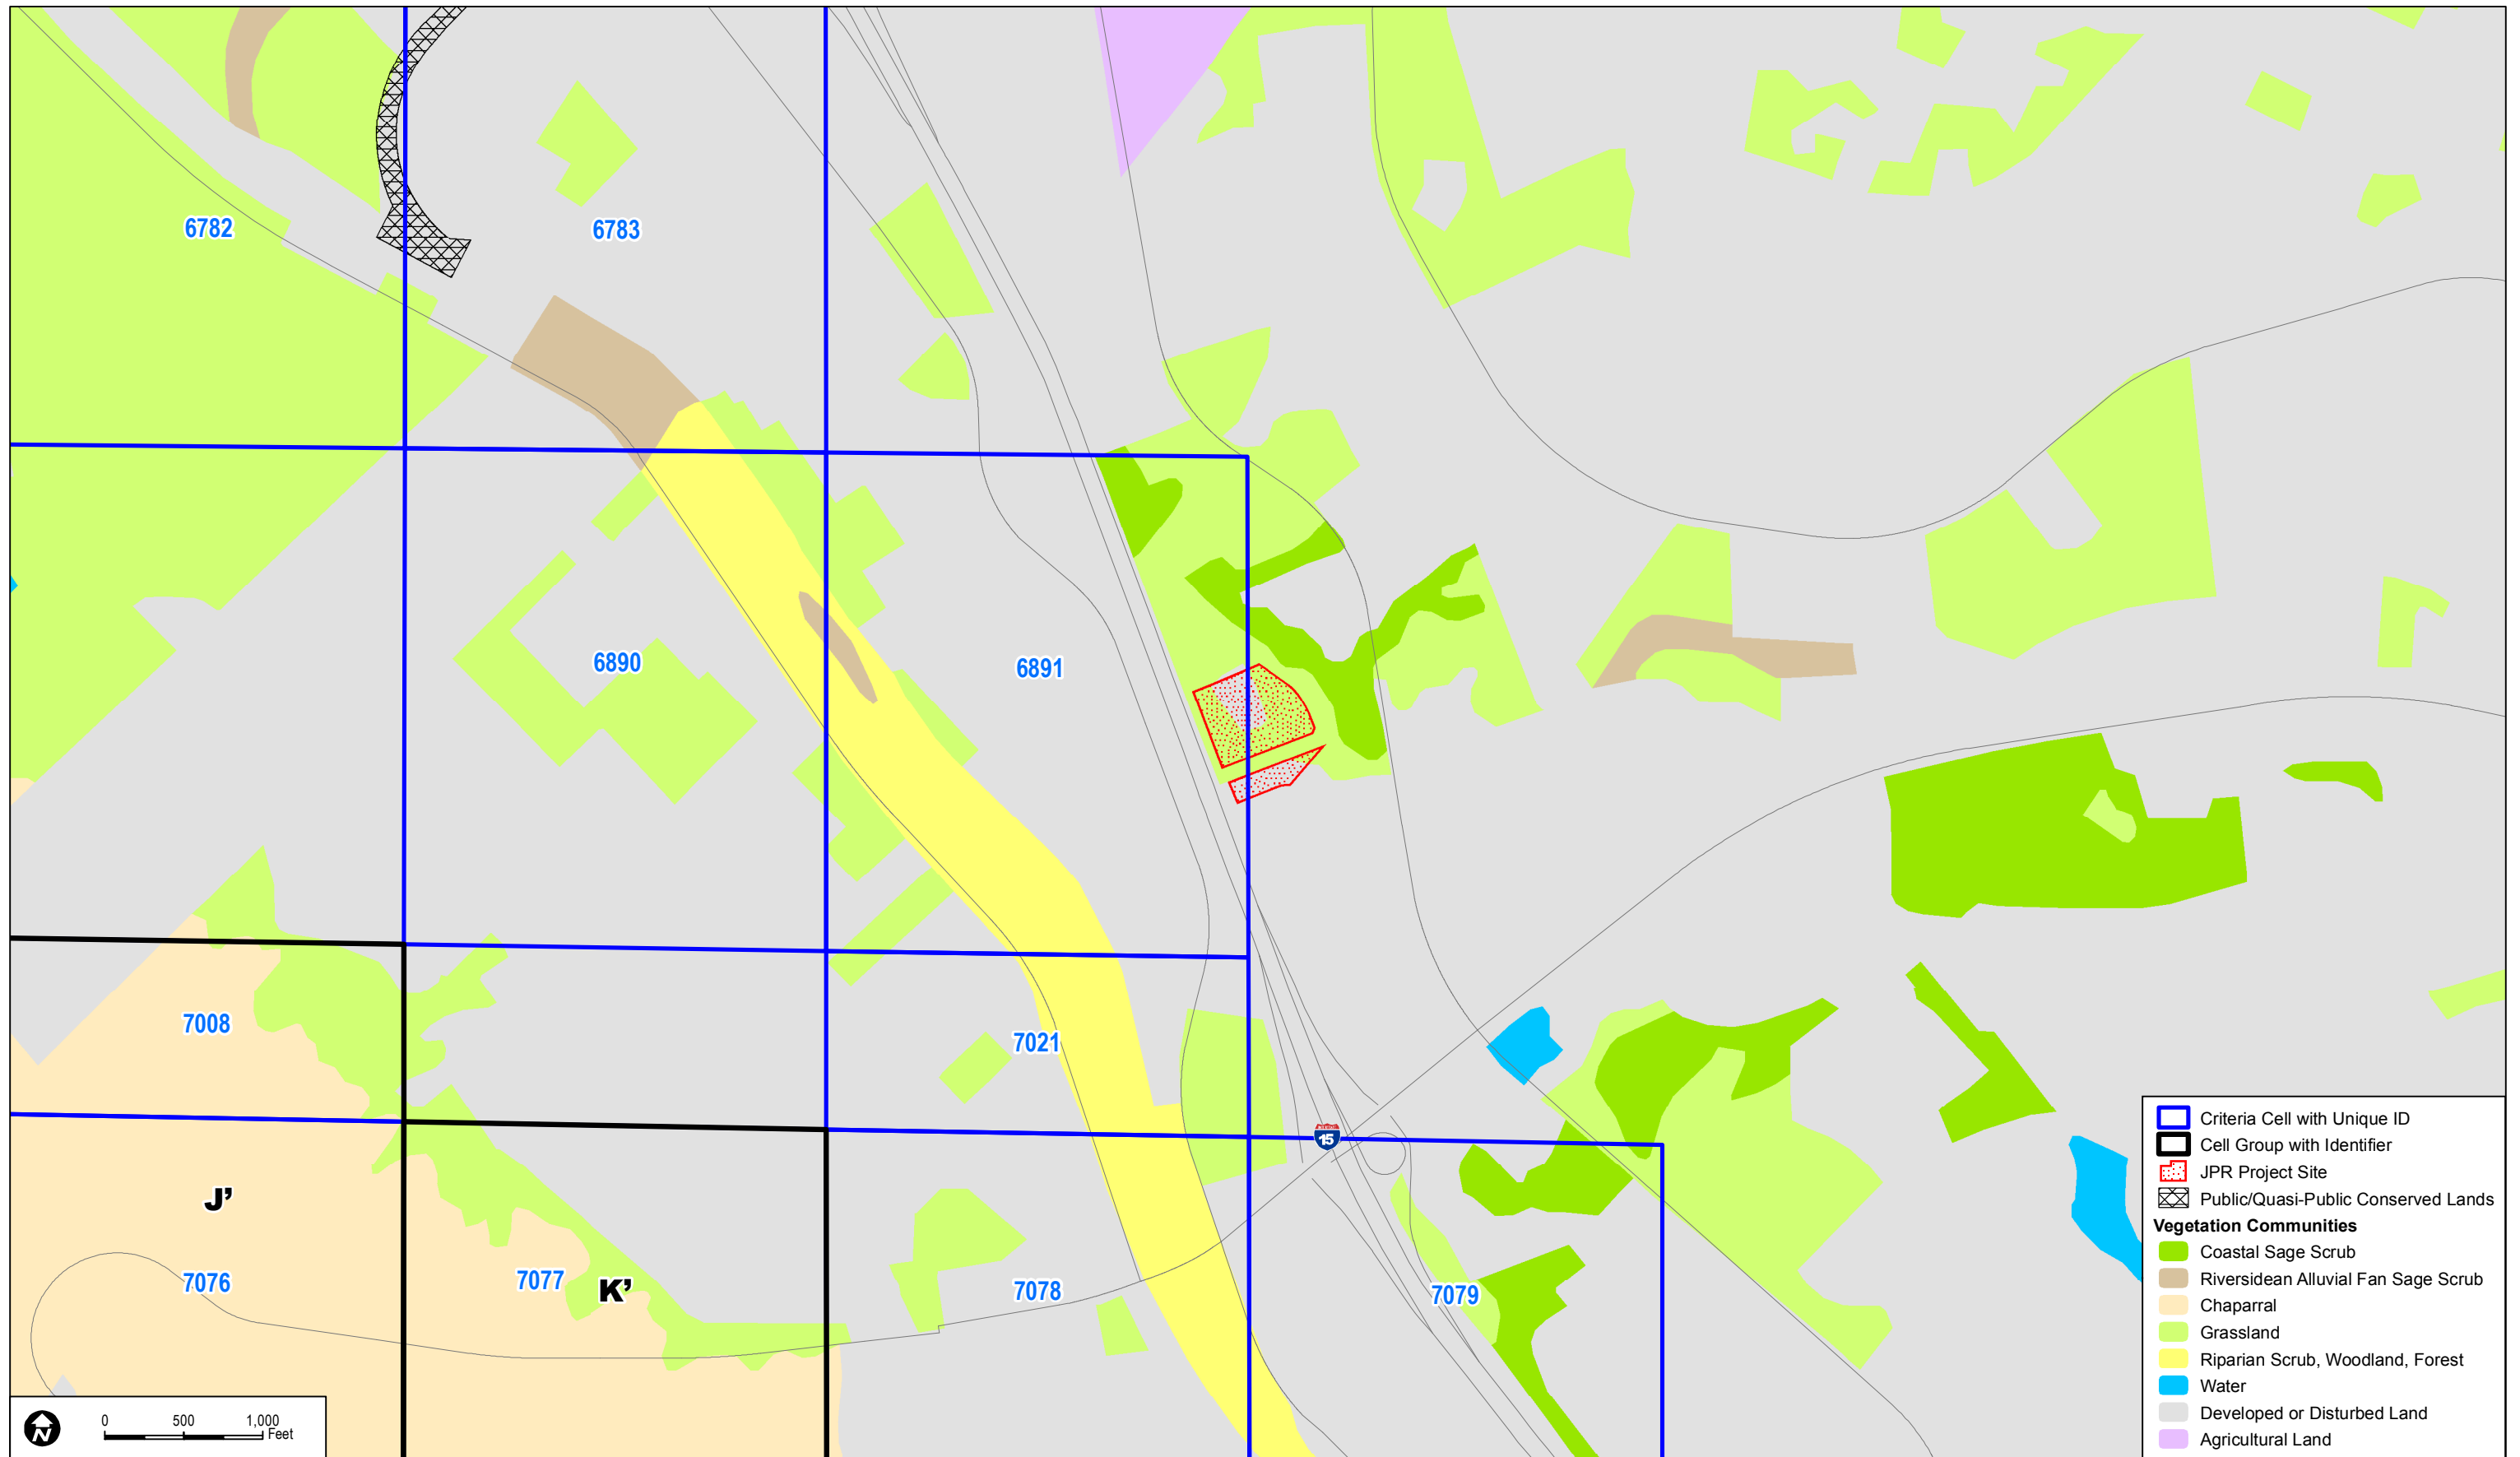 6782
6783
6890
6891
7008
7021
J’
7076
7077
K’
7078
7079
15
N
0 500 1,000
Feet
Criteria Cell with Unique ID
Cell Group with Identifier
JPR Project Site
Public/Quasi-Public Conserved Lands
Vegetation Communities
Coastal Sage Scrub
Riversidean Alluvial Fan Sage Scrub
Chaparral
Grassland
Riparian Scrub, Woodland, Forest
Water
Developed or Disturbed Land
Agricultural Land